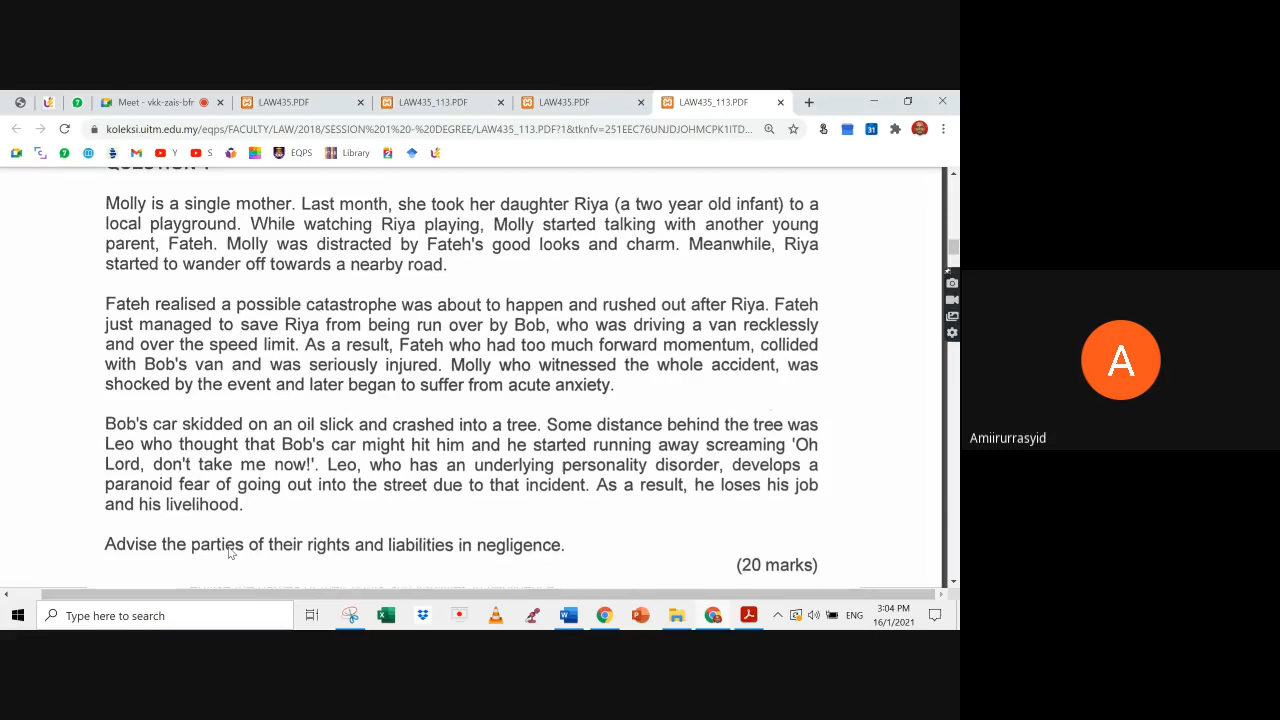 Meet - vkk-zais-bfr
LAW435.PDF
LAW435_113.PDF
LAW435.PDF
LAW435_113.PDF
koleksi.uitm.edu.my/eqps/FACULTY/LAW/2018/SESSION%201%20-%20DEGREE/LAW435_113.PDF?1&tknfv=251EEC76UNJDJOHMCPK1ITD...
Y
S
EQPS
Library
Molly is a single mother. Last month, she took her daughter Riya (a two year old infant) to a
local playground. While watching Riya playing, Molly started talking with another young
parent, Fateh. Molly was distracted by Fateh's good looks and charm. Meanwhile, Riya
started to wander off towards a nearby road.
Fateh realised a possible catastrophe was about to happen and rushed out after Riya. Fateh
just managed to save Riya from being run over by Bob, who was driving a van recklessly
and over the speed limit. As a result, Fateh who had too much forward momentum, collided
with Bob's van and was seriously injured. Molly who witnessed the whole accident, was
shocked by the event and later began to suffer from acute anxiety.
Bob's car skidded on an oil slick and crashed into a tree. Some distance behind the tree was
Leo who thought that Bob's car might hit him and he started running away screaming 'Oh
Lord, don't take me now!'. Leo, who has an underlying personality disorder, develops a
paranoid fear of going out into the street due to that incident. As a result, he loses his job
and his livelihood.
Advise the parties of their rights and liabilities in negligence.
(20 marks)
A
Amiirurrasyid
Type here to search
ENG
3:04 PM
16/1/2021